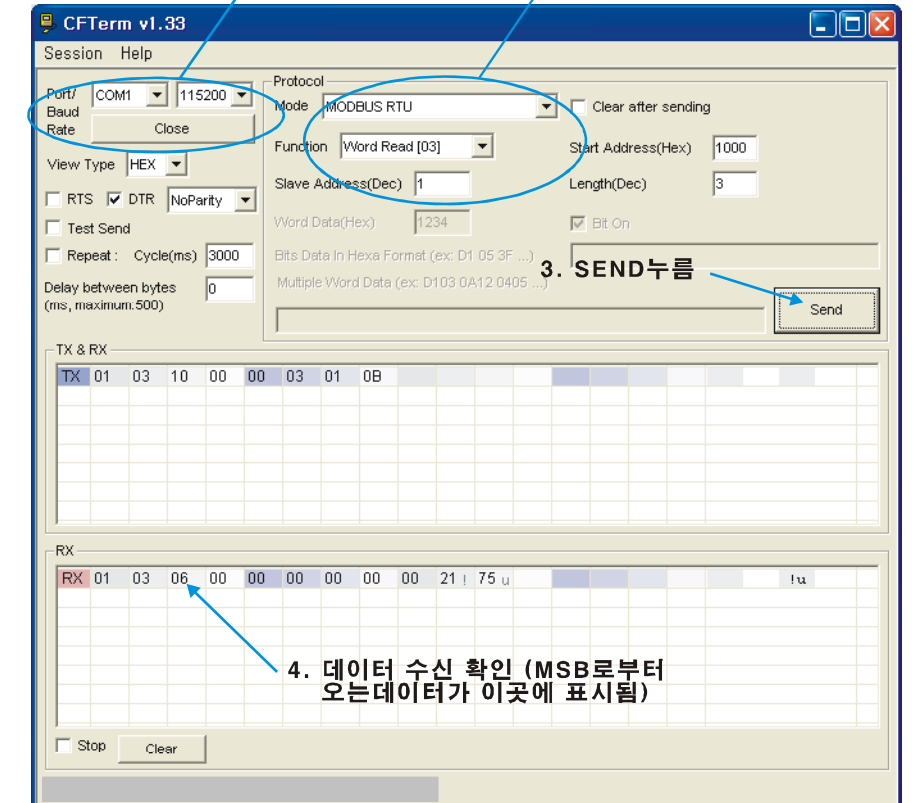 CFTerm v1.33
Session Help
Port/ Baud Rate COM1 115200
Close
View Type HEX
RTS DTR NoParity
Test Send
Repeat : Cycle(ms) 3000
Delay between bytes 0
(ms, maximum:500)
Protocol
Mode MODBUS RTU Clear after sending
Function Word Read [03] Start Address(Hex) 1000
Slave Address(Dec) 1 Length(Dec) 3
Word Data(Hex) 1234 Bit On
Bits Data In Hexa Format (ex: D1 05 3F ...)
Multiple Word Data (ex: D103 0A12 0405 ...)
3. SEND누름
Send
TX & RX
TX 01 03 10 00 00 03 01 0B
RX
RX 01 03 06 00 00 00 00 00 00 21 ! 75 u !u
4. 데이터 수신 확인 (MSB로부터
오는데이터가 이곳에 표시됨)
Stop Clear